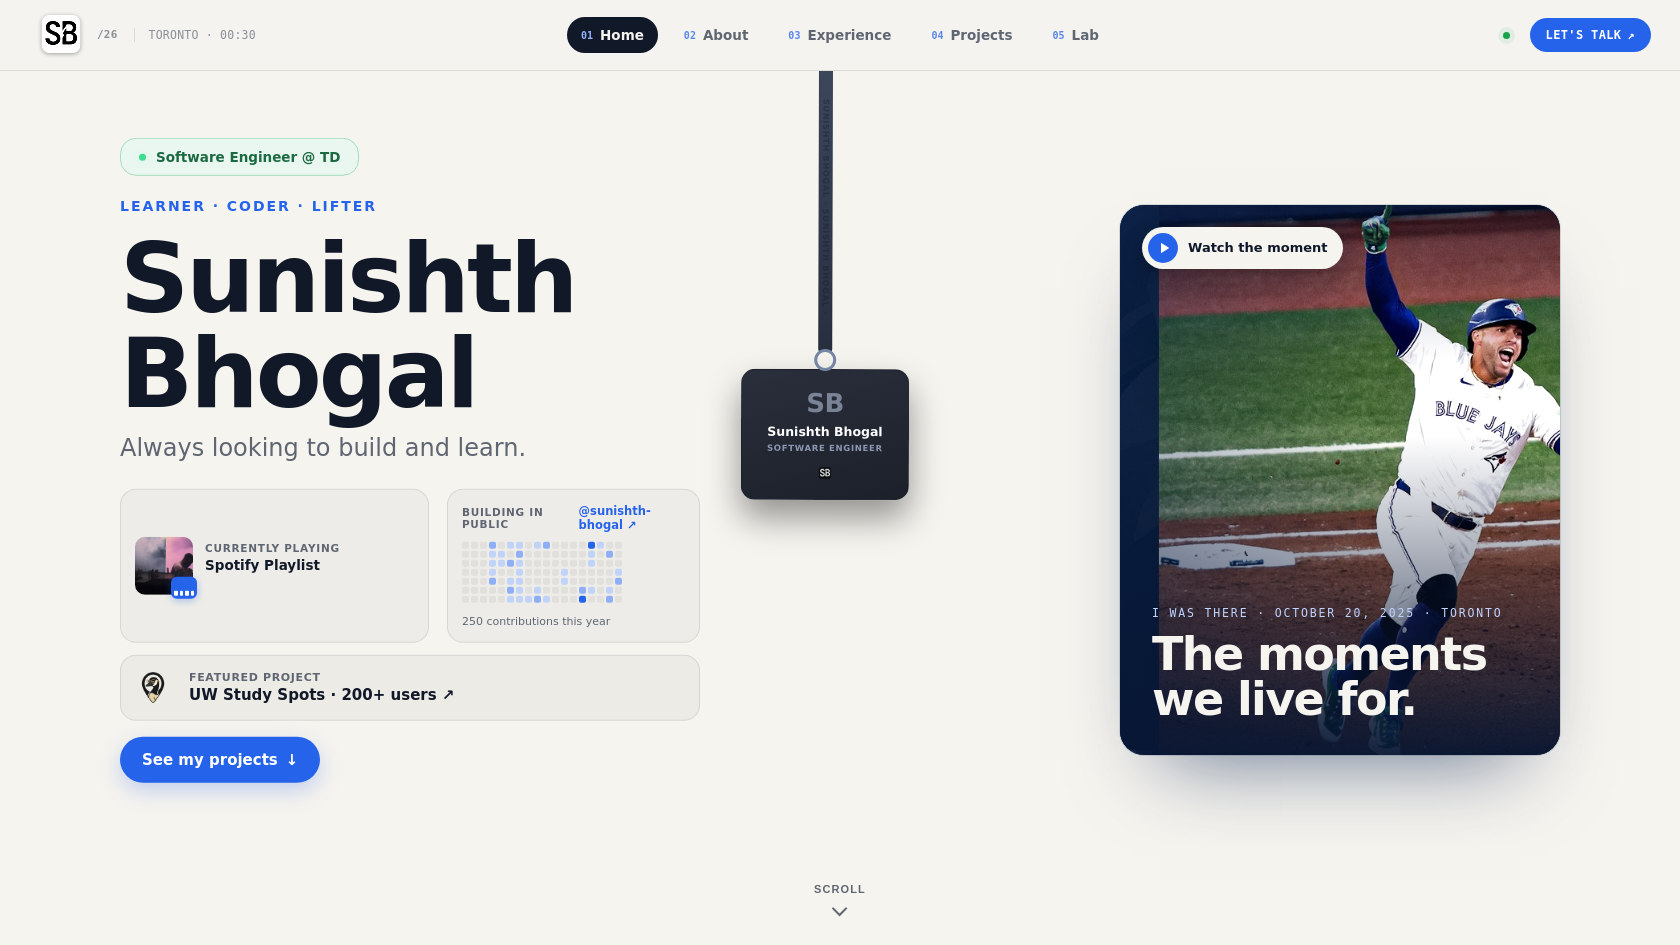 SB
/26
TORONTO · 00:30
01 Home
02 About
03 Experience
04 Projects
05 Lab
LET'S TALK ↗
Software Engineer @ TD
LEARNER · CODER · LIFTER
Sunishth
Bhogal
Always looking to build and learn.
CURRENTLY PLAYING
Spotify Playlist
BUILDING IN
PUBLIC
@sunishth-
bhogal ↗
250 contributions this year
FEATURED PROJECT
UW Study Spots · 200+ users ↗
See my projects ↓
SB
Sunishth Bhogal
SOFTWARE ENGINEER
SB
Watch the moment
BLUE JAYS
I WAS THERE · OCTOBER 20, 2025 · TORONTO
The moments
we live for.
SCROLL